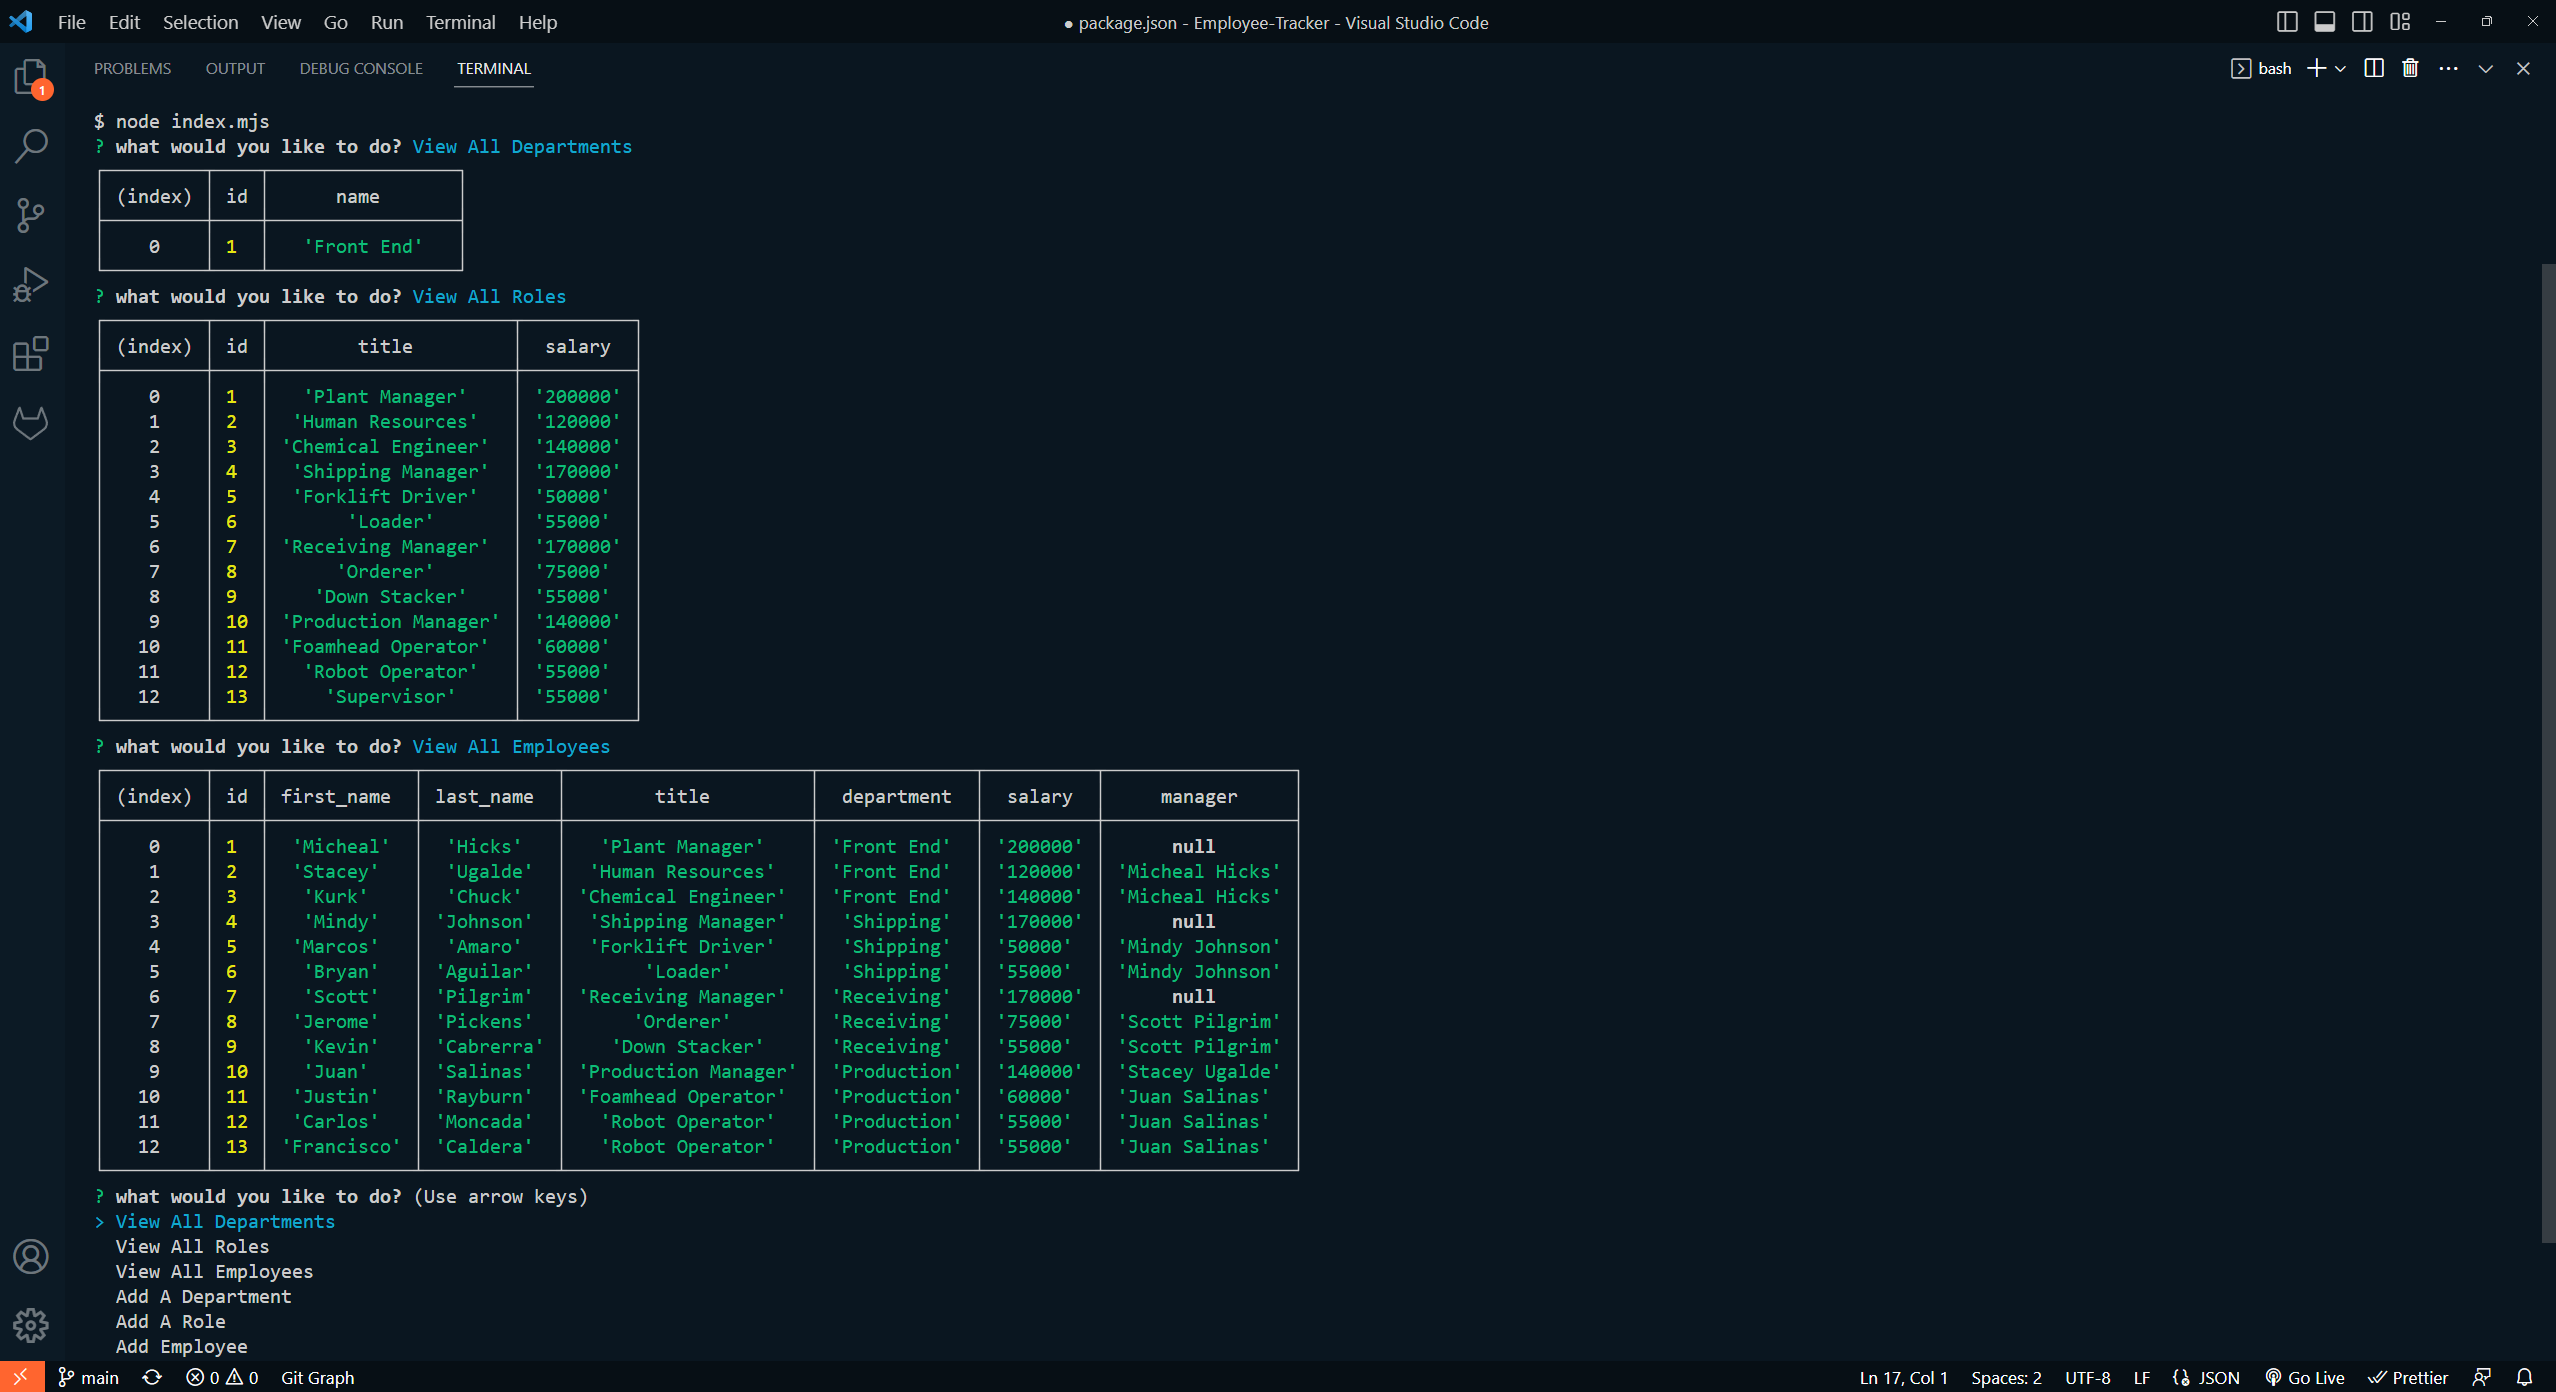 File Edit Selection View Go Run Terminal Help
● package.json - Employee-Tracker - Visual Studio Code
PROBLEMS OUTPUT DEBUG CONSOLE TERMINAL
bash
1
$ node index.mjs
? what would you like to do? View All Departments
(index) id name
0 1 'Front End'
? what would you like to do? View All Roles
(index) id title salary
0 1 'Plant Manager' '200000'
1 2 'Human Resources' '120000'
2 3 'Chemical Engineer' '140000'
3 4 'Shipping Manager' '170000'
4 5 'Forklift Driver' '50000'
5 6 'Loader' '55000'
6 7 'Receiving Manager' '170000'
7 8 'Orderer' '75000'
8 9 'Down Stacker' '55000'
9 10 'Production Manager' '140000'
10 11 'Foamhead Operator' '60000'
11 12 'Robot Operator' '55000'
12 13 'Supervisor' '55000'
? what would you like to do? View All Employees
(index) id first_name last_name title department salary manager
0 1 'Micheal' 'Hicks' 'Plant Manager' 'Front End' '200000' null
1 2 'Stacey' 'Ugalde' 'Human Resources' 'Front End' '120000' 'Micheal Hicks'
2 3 'Kurk' 'Chuck' 'Chemical Engineer' 'Front End' '140000' 'Micheal Hicks'
3 4 'Mindy' 'Johnson' 'Shipping Manager' 'Shipping' '170000' null
4 5 'Marcos' 'Amaro' 'Forklift Driver' 'Shipping' '50000' 'Mindy Johnson'
5 6 'Bryan' 'Aguilar' 'Loader' 'Shipping' '55000' 'Mindy Johnson'
6 7 'Scott' 'Pilgrim' 'Receiving Manager' 'Receiving' '170000' null
7 8 'Jerome' 'Pickens' 'Orderer' 'Receiving' '75000' 'Scott Pilgrim'
8 9 'Kevin' 'Cabrerra' 'Down Stacker' 'Receiving' '55000' 'Scott Pilgrim'
9 10 'Juan' 'Salinas' 'Production Manager' 'Production' '140000' 'Stacey Ugalde'
10 11 'Justin' 'Rayburn' 'Foamhead Operator' 'Production' '60000' 'Juan Salinas'
11 12 'Carlos' 'Moncada' 'Robot Operator' 'Production' '55000' 'Juan Salinas'
12 13 'Francisco' 'Caldera' 'Robot Operator' 'Production' '55000' 'Juan Salinas'
? what would you like to do? (Use arrow keys)
> View All Departments
View All Roles
View All Employees
Add A Department
Add A Role
Add Employee
main 0 0 Git Graph Ln 17, Col 1 Spaces: 2 UTF-8 LF JSON Go Live Prettier